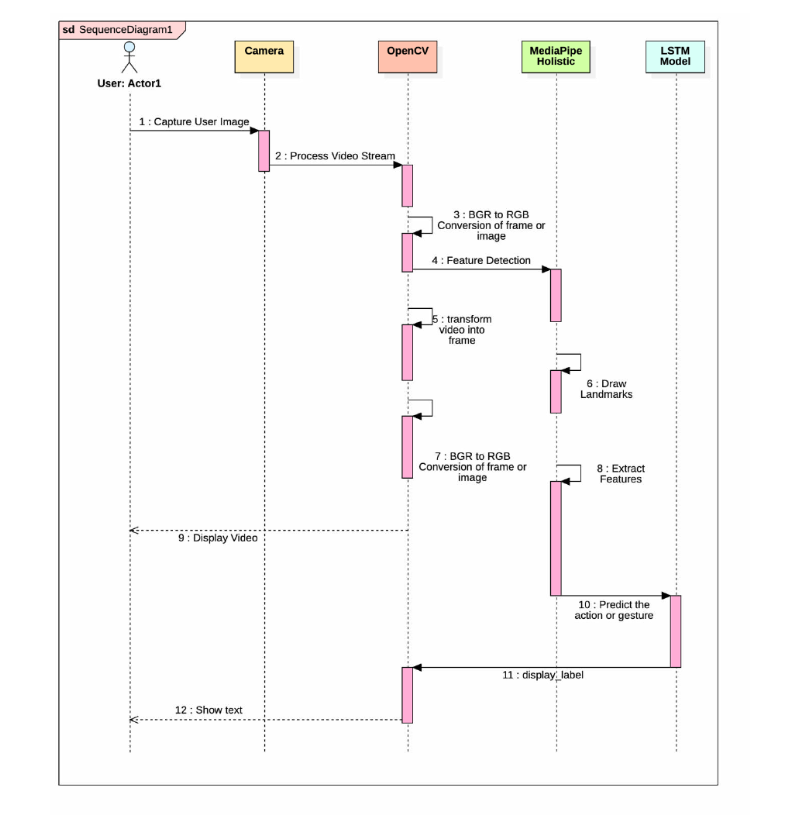 sd SequenceDiagram1
User: Actor1
Camera
OpenCV
MediaPipe
Holistic
LSTM
Model
1 : Capture User Image
2 : Process Video Stream
3 : BGR to RGB
Conversion of frame or
image
4 : Feature Detection
5 : transform
video into
frame
6 : Draw
Landmarks
7 : BGR to RGB
Conversion of frame or
image
8 : Extract
Features
9 : Display Video
10 : Predict the
action or gesture
11 : display_label
12 : Show text